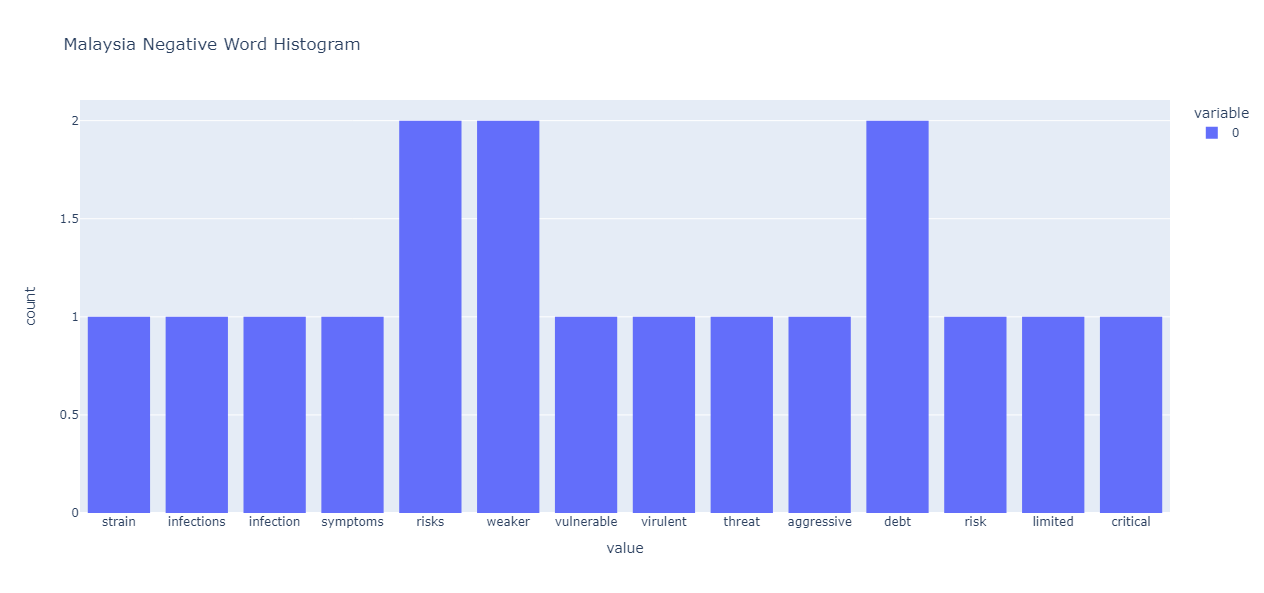 Malaysia Negative Word Histogram
variable
0
2
1.5
1
0.5
0
count
strain infections infection symptoms risks weaker vulnerable virulent threat aggressive debt risk limited critical
value